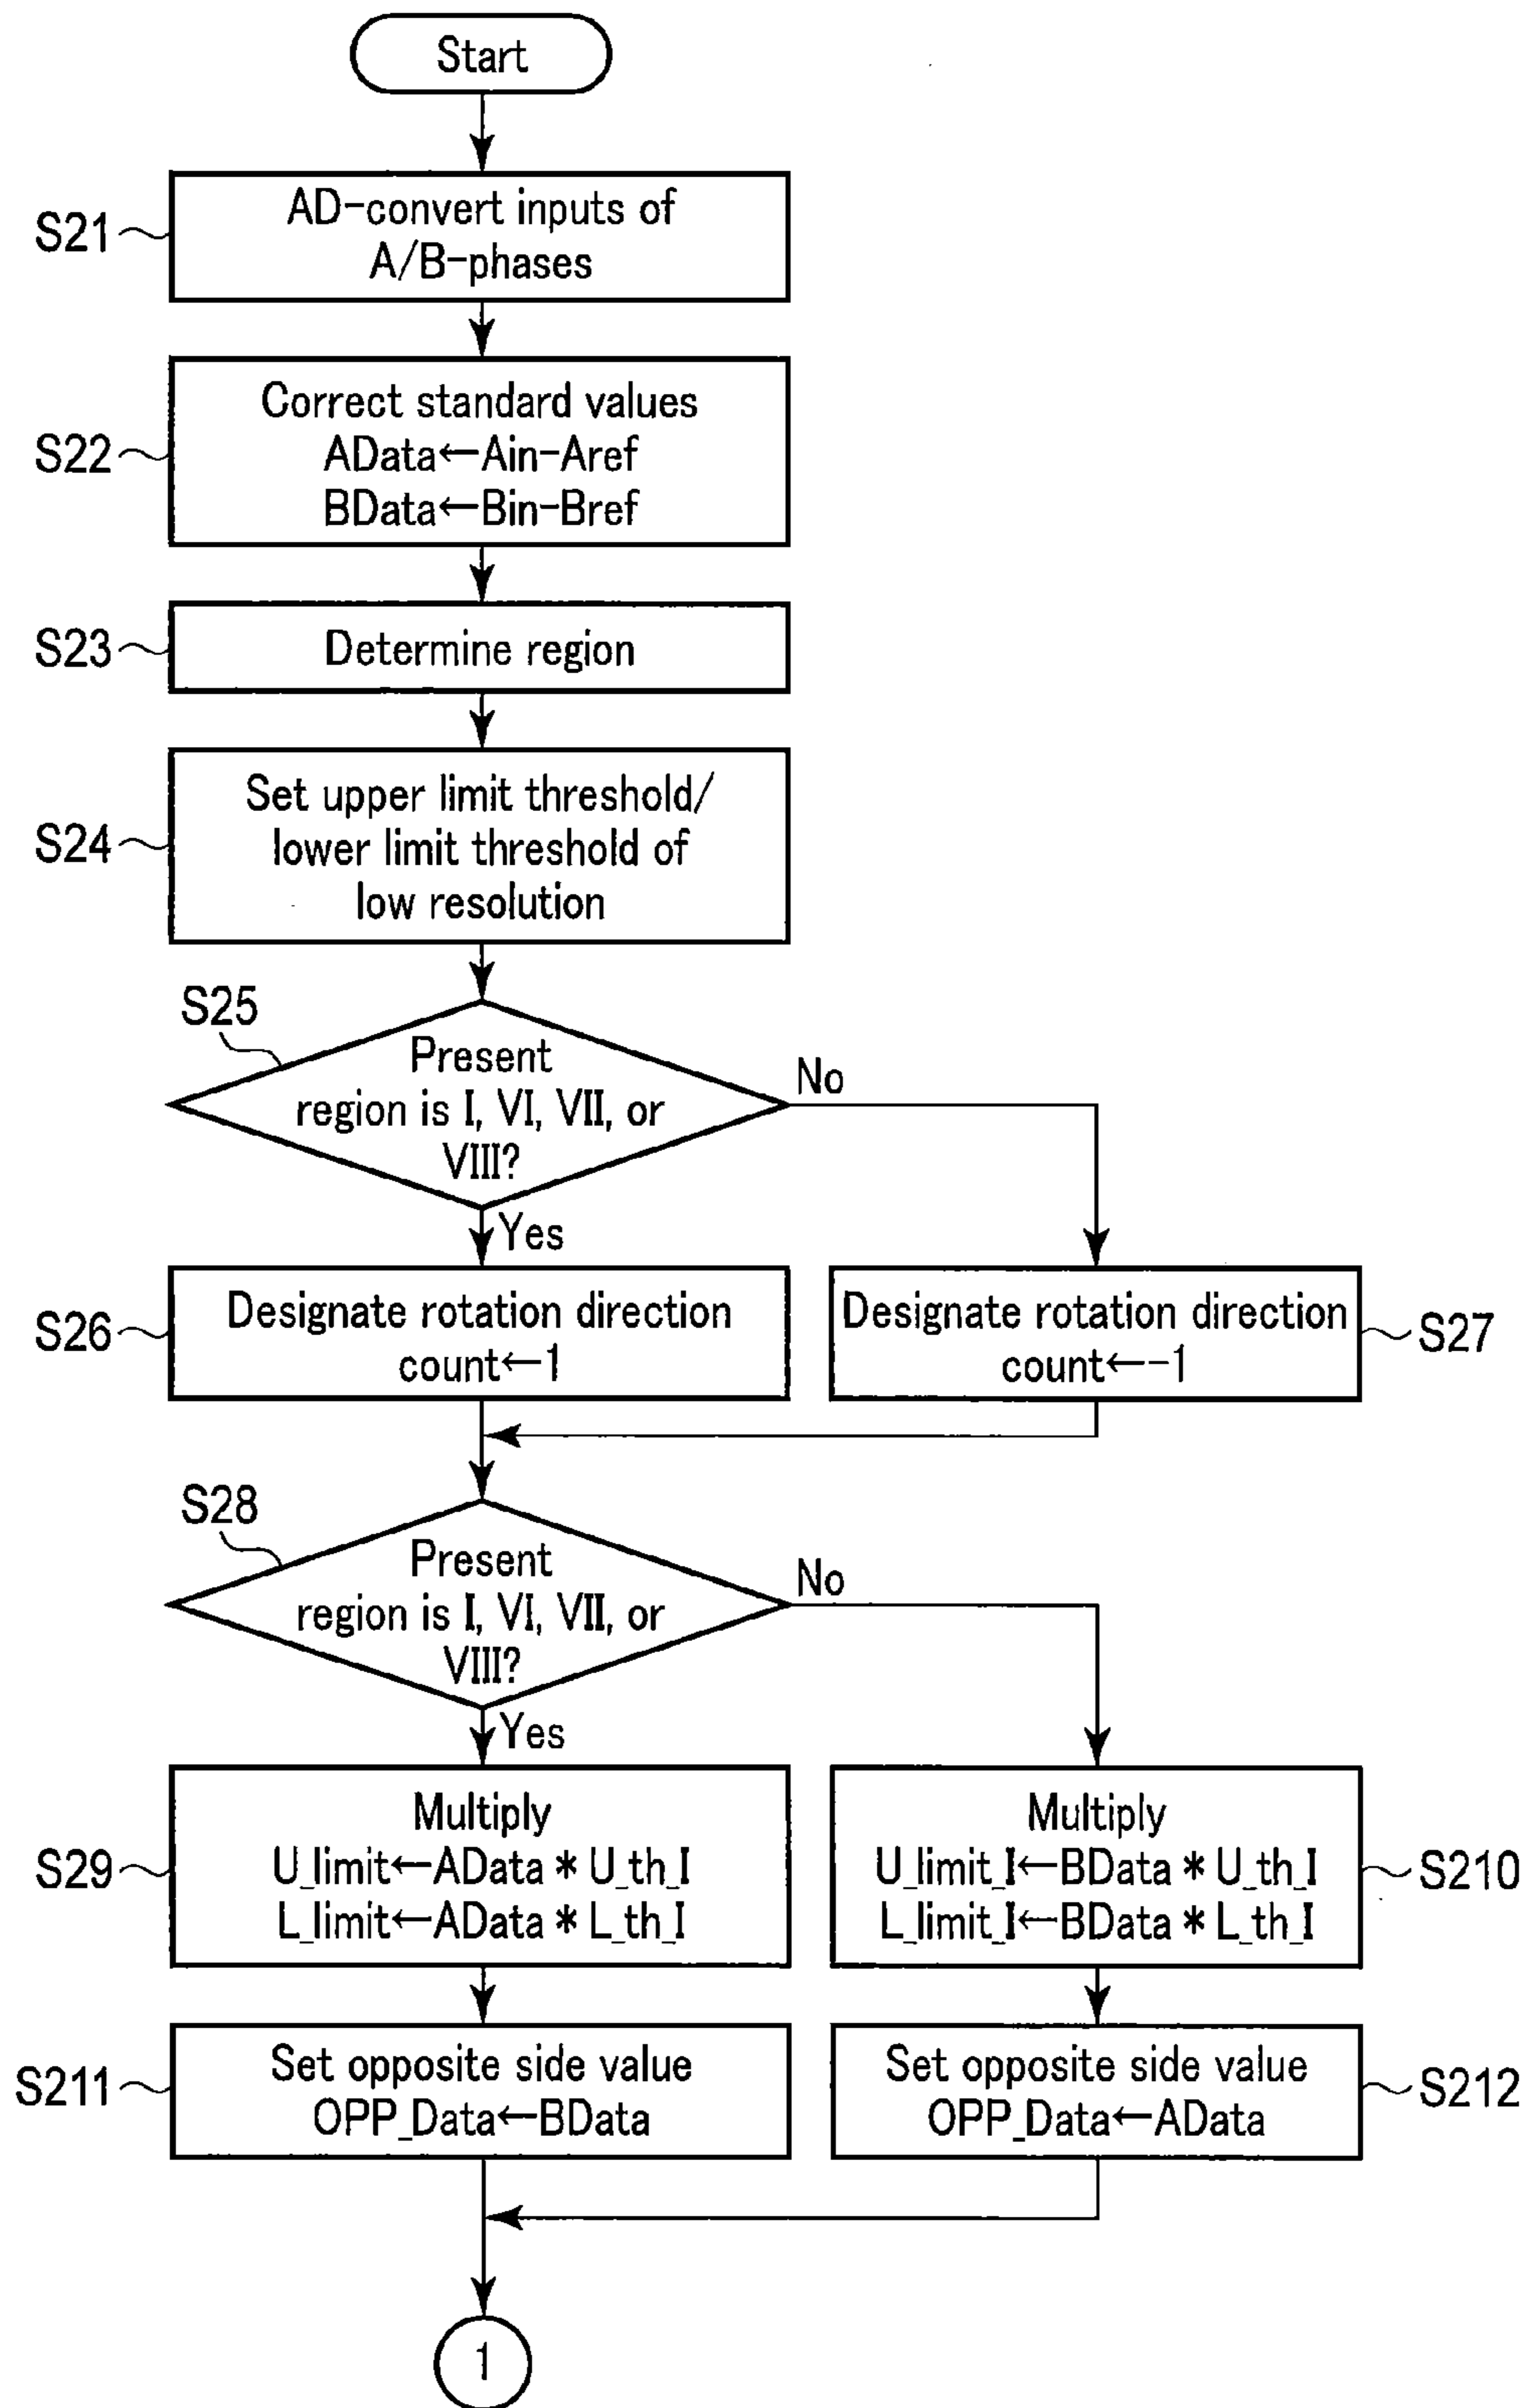 Start
S21
AD-convert inputs of
A/B-phases
S22
Correct standard values
AData←Ain-Aref
BData←Bin-Bref
S23
Determine region
S24
Set upper limit threshold/
lower limit threshold of
low resolution
S25
Present
region is I, VI, VII, or
VIII?
No
Yes
S26
Designate rotation direction
count←1
Designate rotation direction
count←-1
S27
S28
Present
region is I, VI, VII, or
VIII?
No
Yes
S29
Multiply
U_limit←AData * U_th_I
L_limit←AData * L_th_I
Multiply
U_limit_I←BData * U_th_I
L_limit_I←BData * L_th_I
S210
S211
Set opposite side value
OPP_Data←BData
Set opposite side value
OPP_Data←AData
S212
1